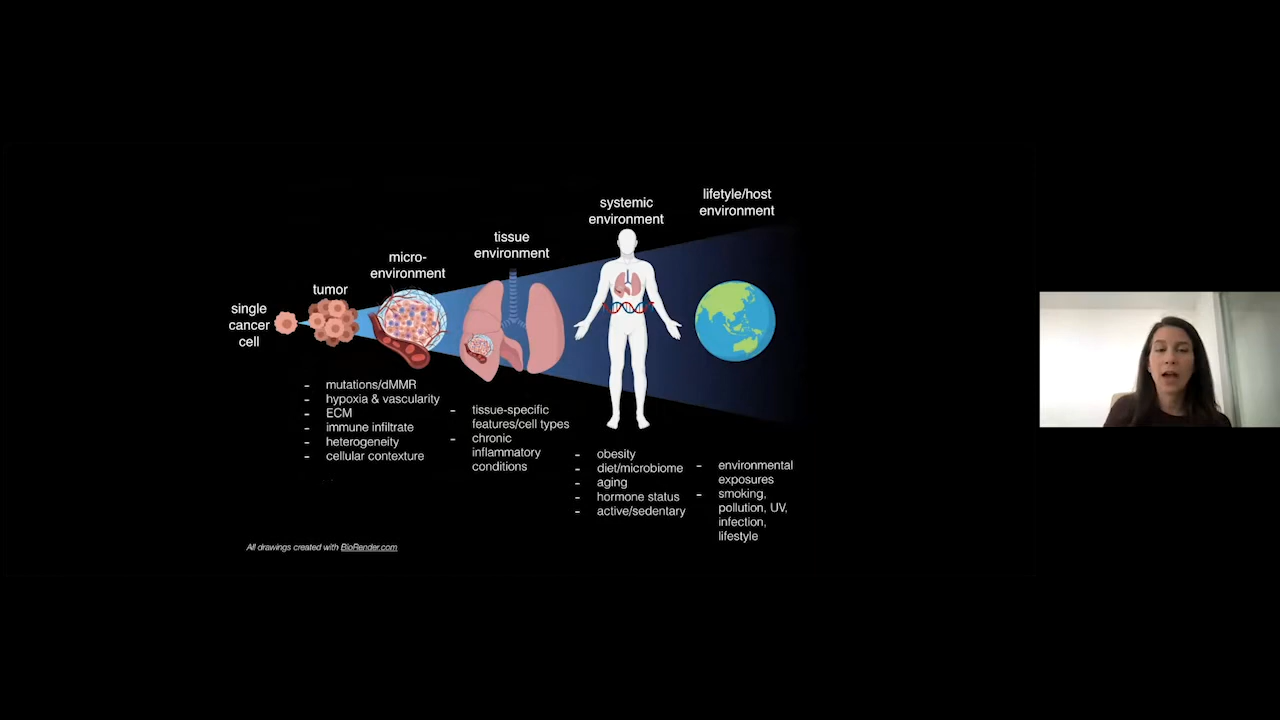 single
cancer
cell
tumor
micro-
environment
tissue
environment
systemic
environment
lifetyle/host
environment
- mutations/dMMR
- hypoxia & vascularity
- ECM
- immune infiltrate
- heterogeneity
- cellular contexture
- tissue-specific
features/cell types
- chronic
inflammatory
conditions
- obesity
- diet/microbiome
- aging
- hormone status
- active/sedentary
- environmental
exposures
- smoking,
pollution, UV,
infection,
lifestyle
All drawings created with BioRender.com